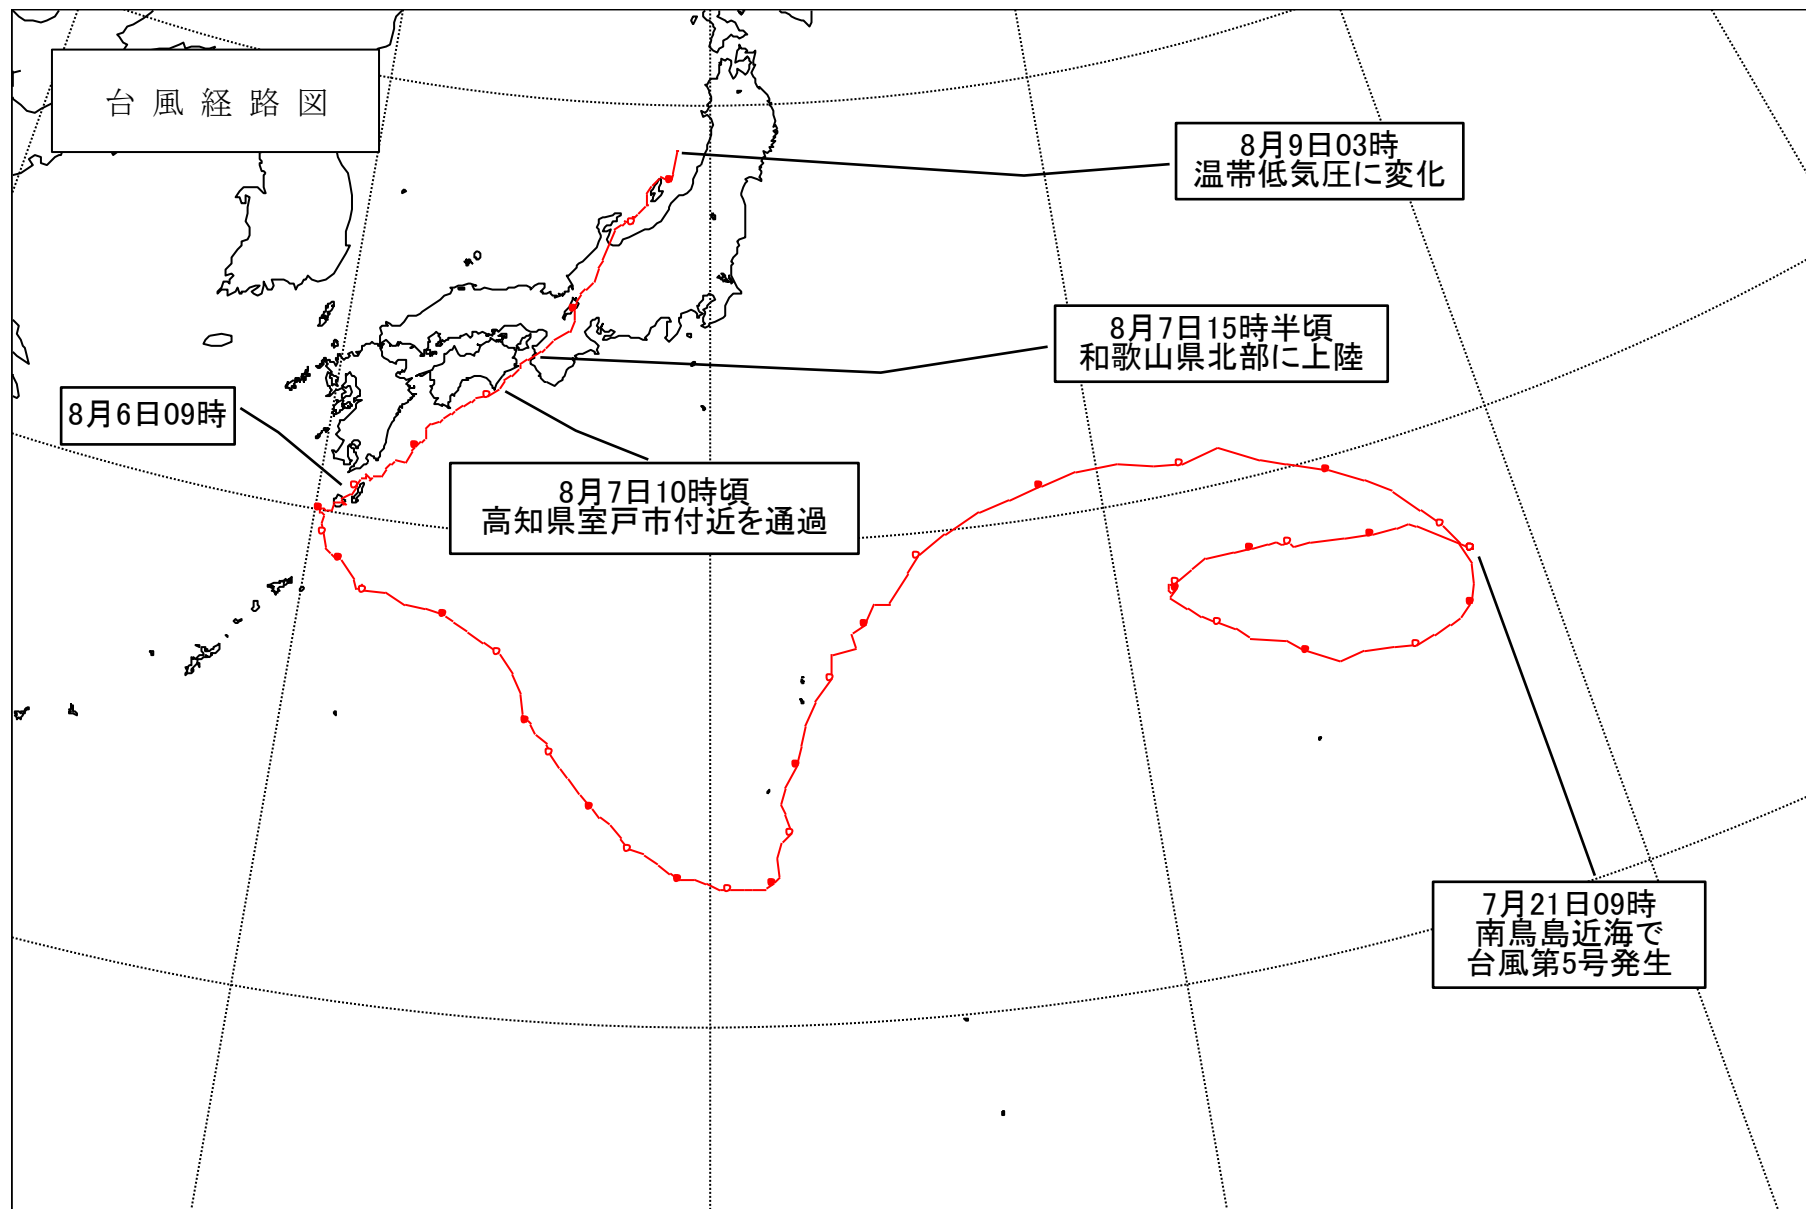 台風経路図
8月9日03時
温帯低気圧に変化
8月7日15時半頃
和歌山県北部に上陸
8月6日09時
8月7日10時頃
高知県室戸市付近を通過
7月21日09時
南鳥島近海で
台風第5号発生